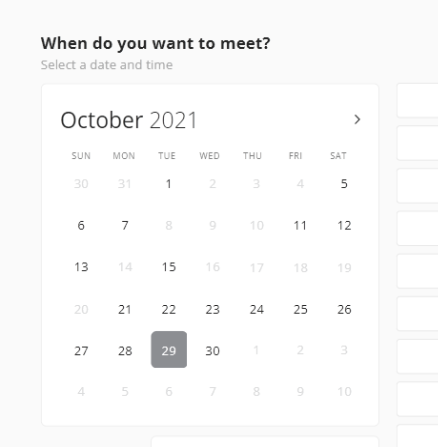 When do you want to meet?
Select a date and time
October 2021
SUN MON TUE WED THU FRI SAT
30 31 1 2 3 4 5
6 7 8 9 10 11 12
13 14 15 16 17 18 19
20 21 22 23 24 25 26
27 28 29 30 1 2 3
4 5 6 7 8 9 10